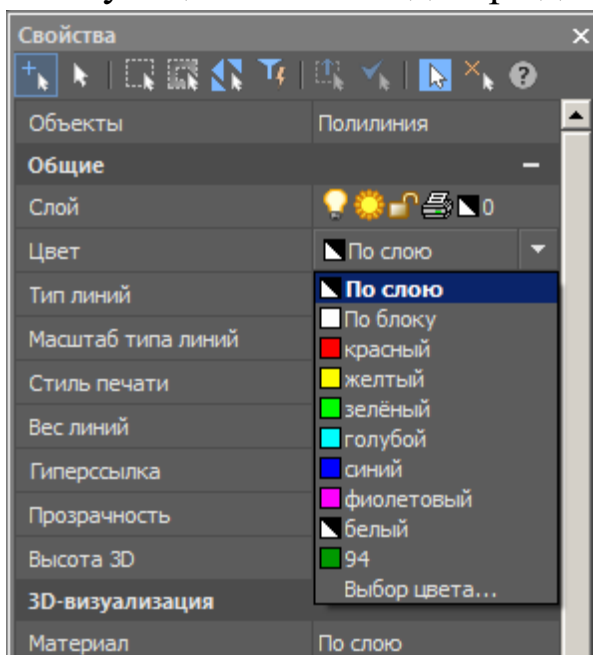 Свойства
Объекты Полилиния
Общие
Слой 0
Цвет По слою
По слою
Тип линий
По блоку
Масштаб типа линий
красный
желтый
Стиль печати
зелёный
Вес линий
голубой
Гиперссылка
синий
фиолетовый
Прозрачность
белый
Высота 3D
94
Выбор цвета...
3D-визуализация
Материал По слою